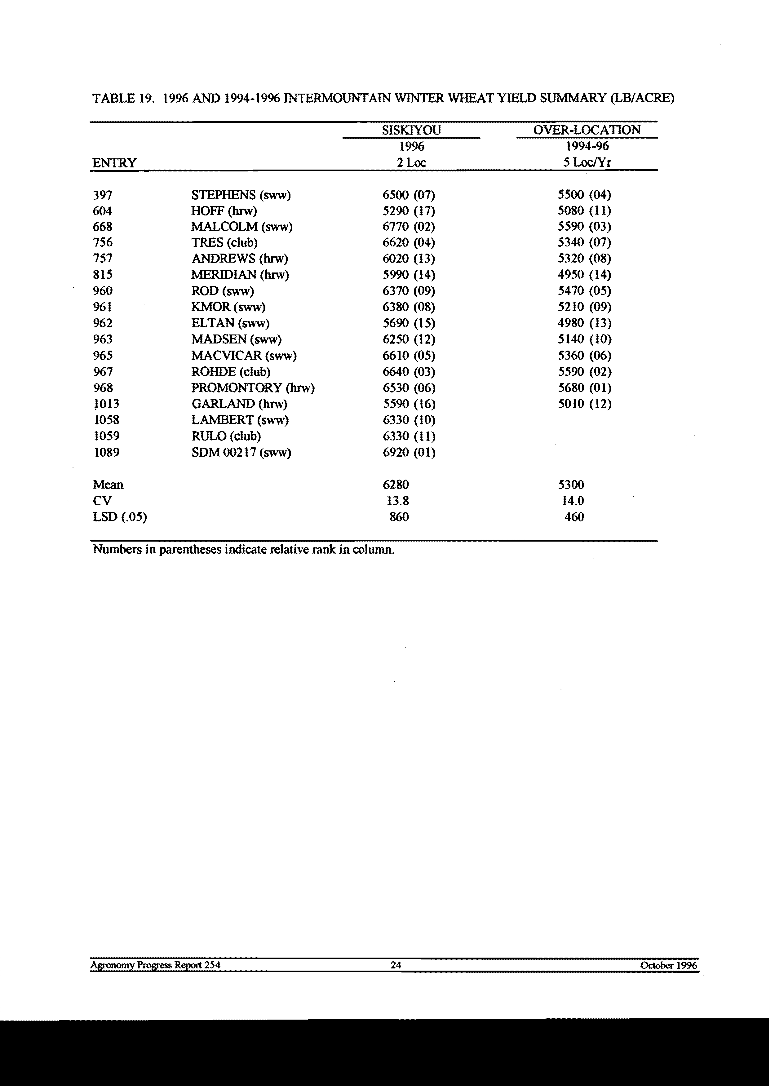 TABLE 19. 1996 AND 1994-1996 INTERMOUNTAIN WINTER WHEAT YIELD SUMMARY (LB/ACRE)
SISKIYOU OVER-LOCATION
1996 1994-96
ENTRY 2 Loc 5 Loc/Yr
397 STEPHENS (sww) 6500 (07) 5500 (04)
604 HOFF (hrw) 5290 (17) 5080 (11)
668 MALCOLM (sww) 6770 (02) 5590 (03)
756 TRES (club) 6620 (04) 5340 (07)
757 ANDREWS (hrw) 6020 (13) 5320 (08)
815 MERIDIAN (hrw) 5990 (14) 4950 (14)
960 ROD (sww) 6370 (09) 5470 (05)
961 KMOR (sww) 6380 (08) 5210 (09)
962 ELTAN (sww) 5690 (15) 4980 (13)
963 MADSEN (sww) 6250 (12) 5140 (10)
965 MACVICAR (sww) 6610 (05) 5360 (06)
967 ROHDE (club) 6640 (03) 5590 (02)
968 PROMONTORY (hrw) 6530 (06) 5680 (01)
1013 GARLAND (hrw) 5590 (16) 5010 (12)
1058 LAMBERT (sww) 6330 (10)
1059 RULO (club) 6330 (11)
1089 SDM 00217 (sww) 6920 (01)
Mean 6280 5300
CV 13.8 14.0
LSD (.05) 860 460
Numbers in parentheses indicate relative rank in column.
Agronomy Progress Report 254 24 October 1996